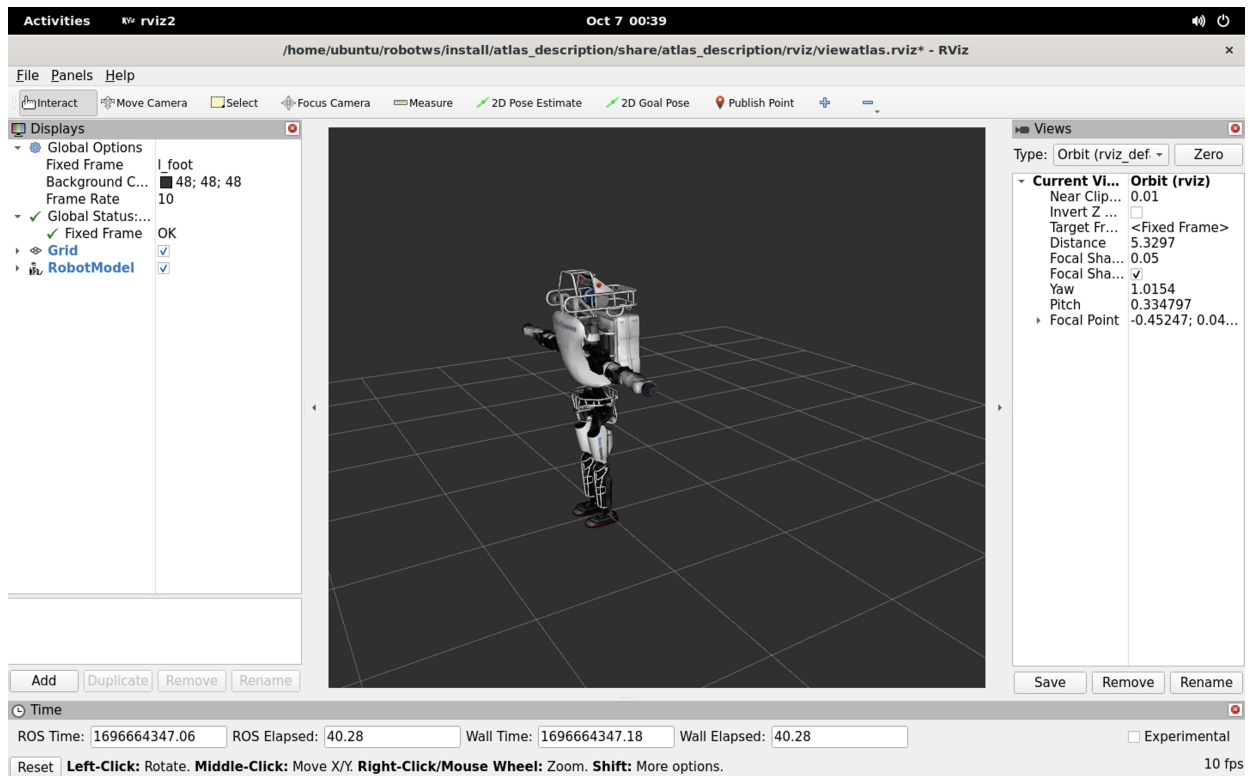 Activities RViz rviz2 Oct 7 00:39
/home/ubuntu/robotws/install/atlas_description/share/atlas_description/rviz/viewatlas.rviz* - RViz
File Panels Help
Interact Move Camera Select Focus Camera Measure 2D Pose Estimate 2D Goal Pose Publish Point
Displays
Global Options
Fixed Frame l_foot
Background C... 48; 48; 48
Frame Rate 10
Global Status:...
Fixed Frame OK
Grid
RobotModel
Add Duplicate Remove Rename
Views
Type: Orbit (rviz_def Zero
Current Vi... Orbit (rviz)
Near Clip... 0.01
Invert Z ...
Target Fr... <Fixed Frame>
Distance 5.3297
Focal Sha... 0.05
Focal Sha...
Yaw 1.0154
Pitch 0.334797
Focal Point -0.45247; 0.04...
Save Remove Rename
Time
ROS Time: 1696664347.06 ROS Elapsed: 40.28 Wall Time: 1696664347.18 Wall Elapsed: 40.28 Experimental
Reset Left-Click: Rotate. Middle-Click: Move X/Y. Right-Click/Mouse Wheel: Zoom. Shift: More options. 10 fps